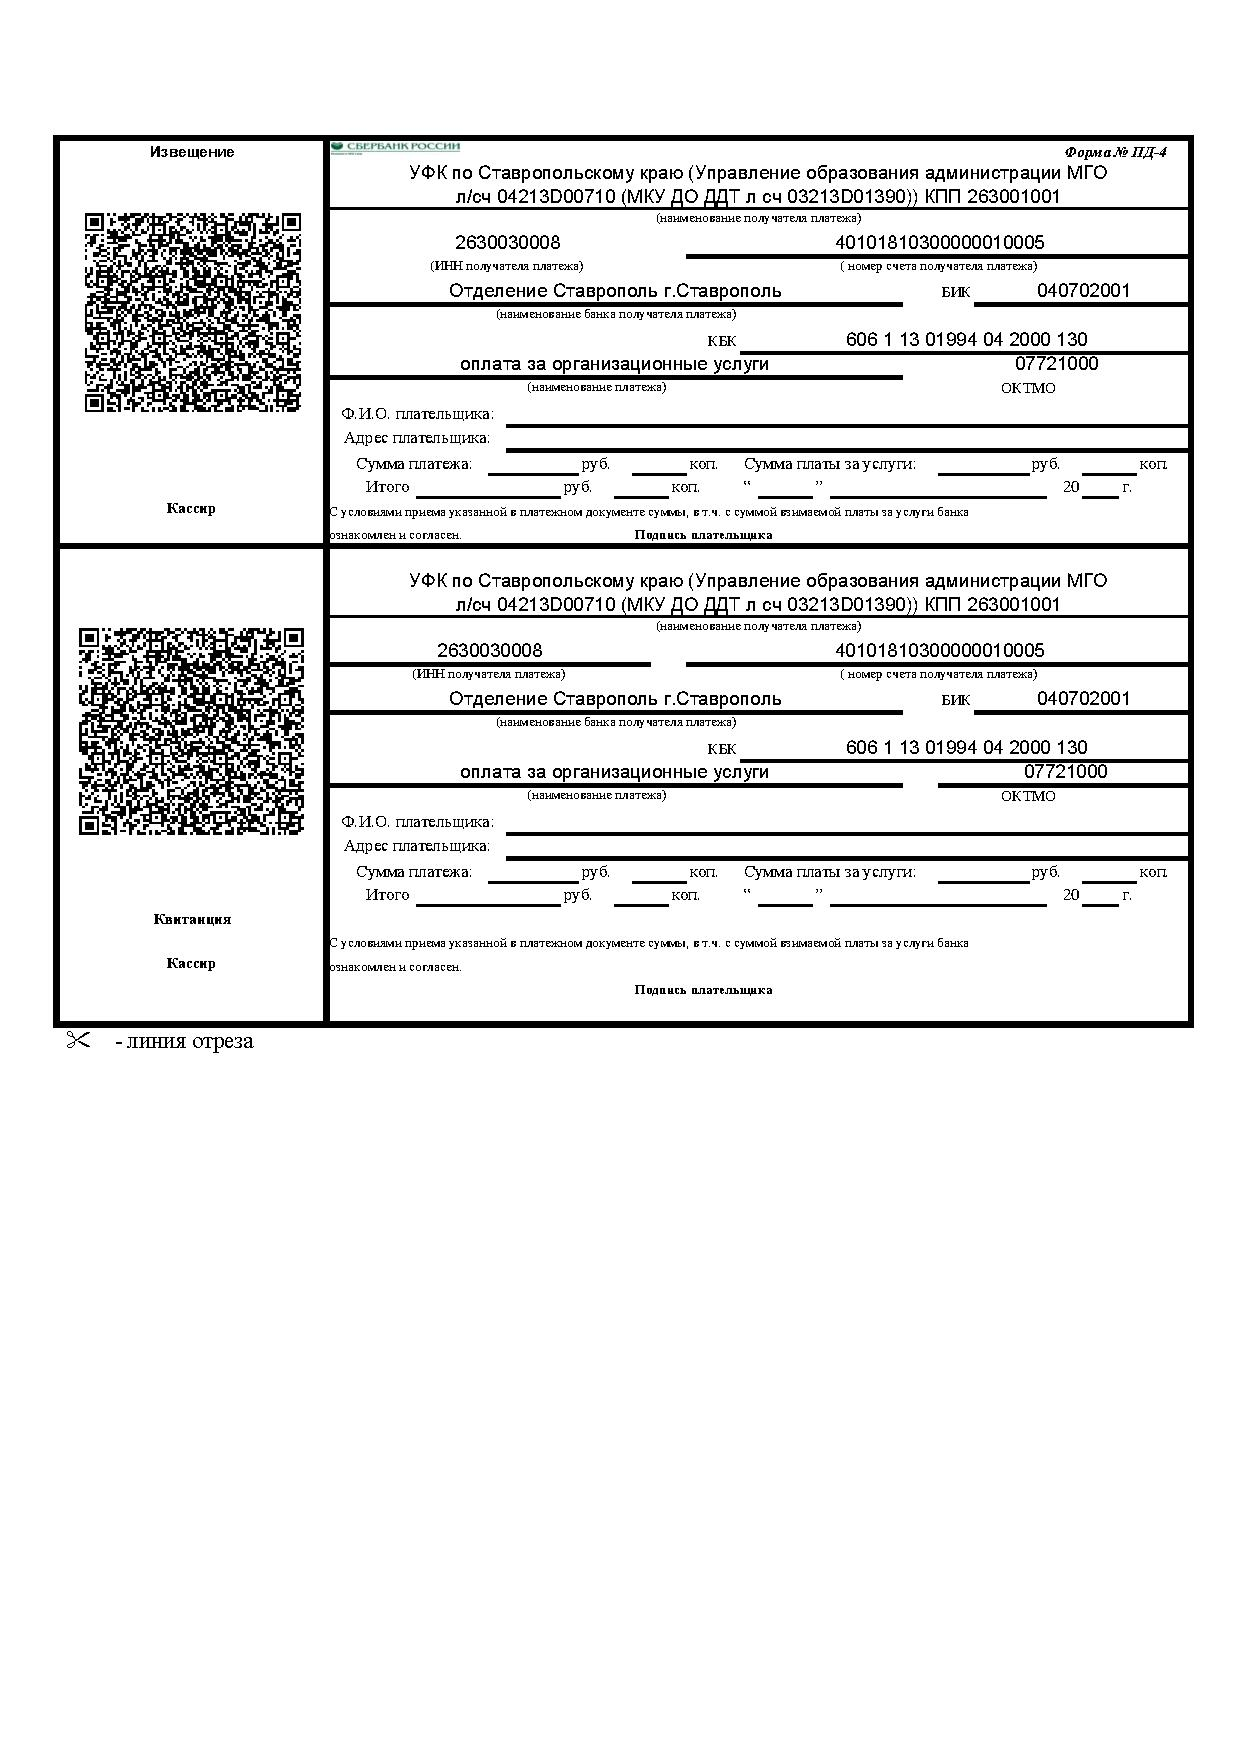 Извещение
СБЕРБАНК РОССИИ
Форма № ПД-4
УФК по Ставропольскому краю (Управление образования администрации МГО
л/сч 04213D00710 (МКУ ДО ДДТ л сч 03213D01390)) КПП 263001001
(наименование получателя платежа)
2630030008 40101810300000010005
(ИНН получателя платежа) ( номер счета получателя платежа)
Отделение Ставрополь г.Ставрополь БИК 040702001
(наименование банка получателя платежа)
КБК 606 1 13 01994 04 2000 130
оплата за организационные услуги 07721000
(наименование платежа) ОКТМО
Ф.И.О. плательщика:
Адрес плательщика:
Сумма платежа: руб. коп. Сумма платы за услуги: руб. коп.
Итого руб. коп. “ ” 20 г.
Кассир
С условиями приема указанной в платежном документе суммы, в т.ч. с суммой взимаемой платы за услуги банка
ознакомлен и согласен. Подпись плательщика
УФК по Ставропольскому краю (Управление образования администрации МГО
л/сч 04213D00710 (МКУ ДО ДДТ л сч 03213D01390)) КПП 263001001
(наименование получателя платежа)
2630030008 40101810300000010005
(ИНН получателя платежа) ( номер счета получателя платежа)
Отделение Ставрополь г.Ставрополь БИК 040702001
(наименование банка получателя платежа)
КБК 606 1 13 01994 04 2000 130
оплата за организационные услуги 07721000
(наименование платежа) ОКТМО
Ф.И.О. плательщика:
Адрес плательщика:
Сумма платежа: руб. коп. Сумма платы за услуги: руб. коп.
Итого руб. коп. “ ” 20 г.
Квитанция
Кассир
С условиями приема указанной в платежном документе суммы, в т.ч. с суммой взимаемой платы за услуги банка
ознакомлен и согласен.
Подпись плательщика
- линия отреза